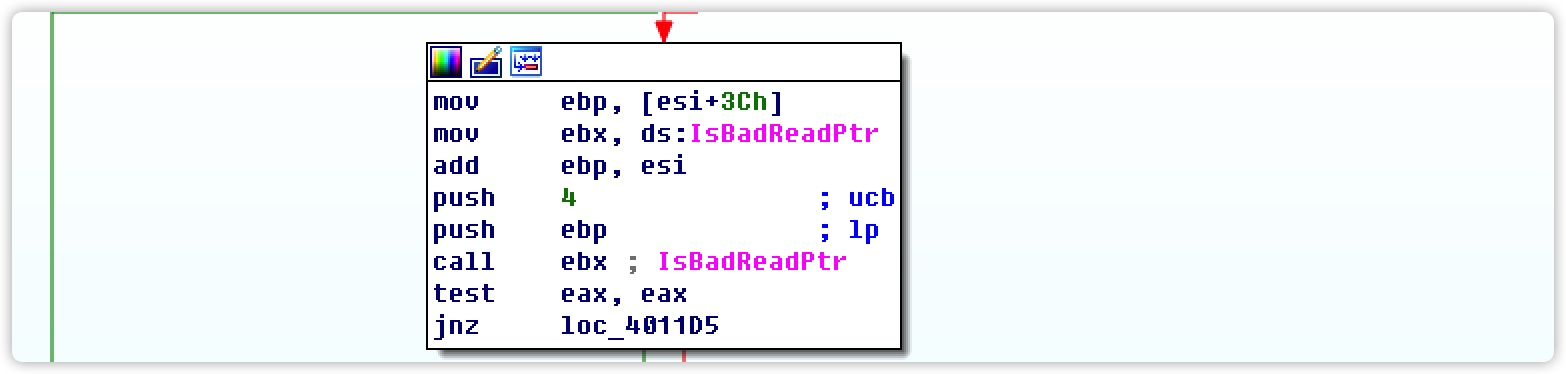 mov ebp, [esi+3Ch]
mov ebx, ds:IsBadReadPtr
add ebp, esi
push 4 ; ucb
push ebp ; lp
call ebx ; IsBadReadPtr
test eax, eax
jnz loc_4011D5